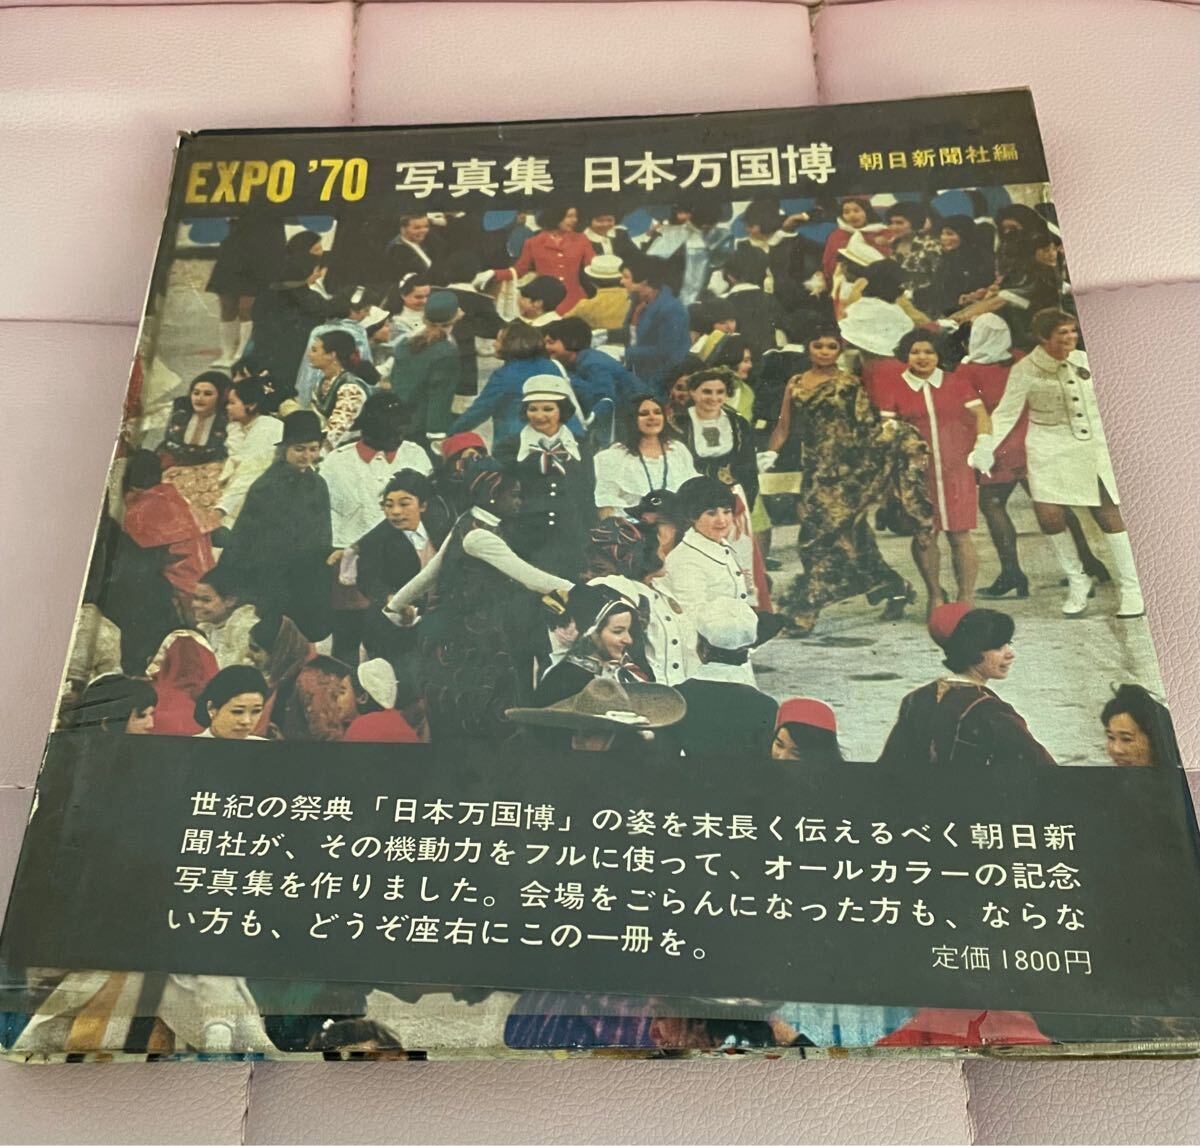 EXPO '70 写真集 日本万国博 朝日新聞社編
世紀の祭典「日本万国博」の姿を末長く伝えるべく朝日新
聞社が、その機動力をフルに使って、オールカラーの記念
写真集を作りました。会場をごらんになった方も、ならな
い方も、どうぞ座右にこの一冊を。
定価1800円